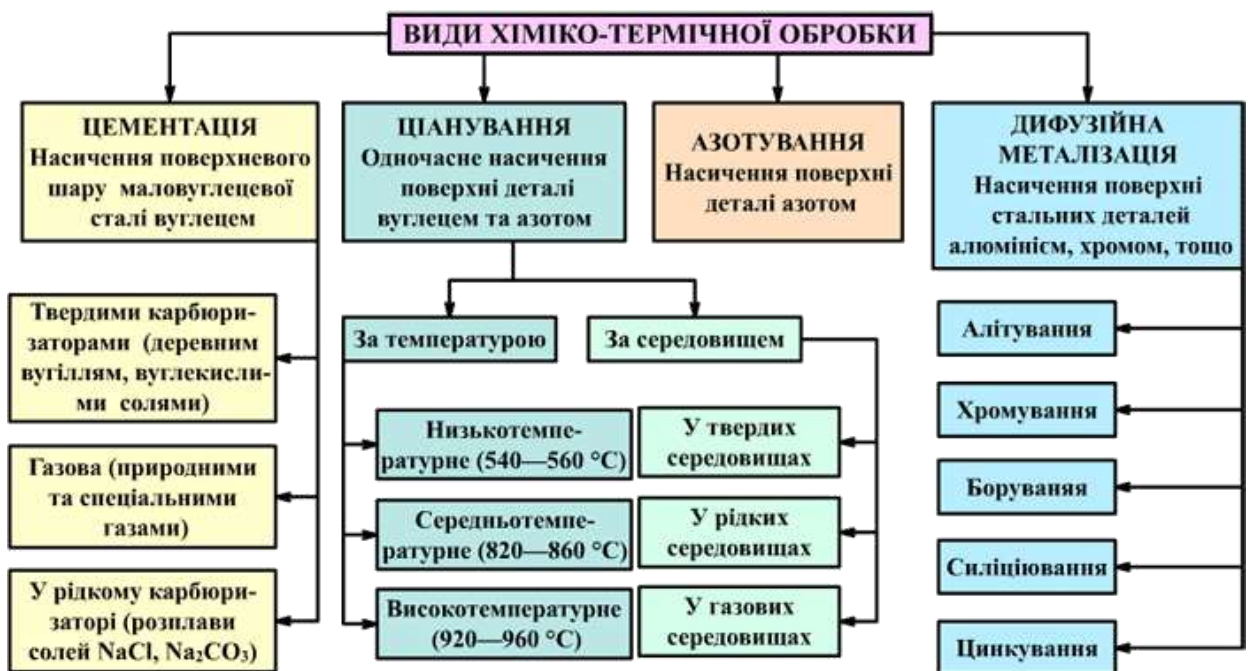 ВИДИ ХІМІКО-ТЕРМІЧНОЇ ОБРОБКИ
ЦЕМЕНТАЦІЯ
Насичення поверхневого
шару маловуглецевої
сталі вуглецем
Твердими карбюри-
заторами (деревним
вугіллям, вуглекисли-
ми солями)
Газова (природними
та спеціальними
газами)
У рідкому карбюри-
заторі (розплави
солей NaCl, Na₂CO₃)
ЦІАНУВАННЯ
Одночасне насичення
поверхні деталі
вуглецем та азотом
За температурою
Низькотемпе-
ратурне (540—560 °C)
Середньотемпе-
ратурне (820—860 °C)
Високотемпературне
(920—960 °C)
За середовищем
У твердих
середовищах
У рідких
середовищах
У газових
середовищах
АЗОТУВАННЯ
Насичення поверхні
деталі азотом
ДИФУЗІЙНА
МЕТАЛІЗАЦІЯ
Насичення поверхні
стальних деталей
алюмінієм, хромом, тощо
Алітування
Хромування
Боруваняя
Силіціювання
Цинкування